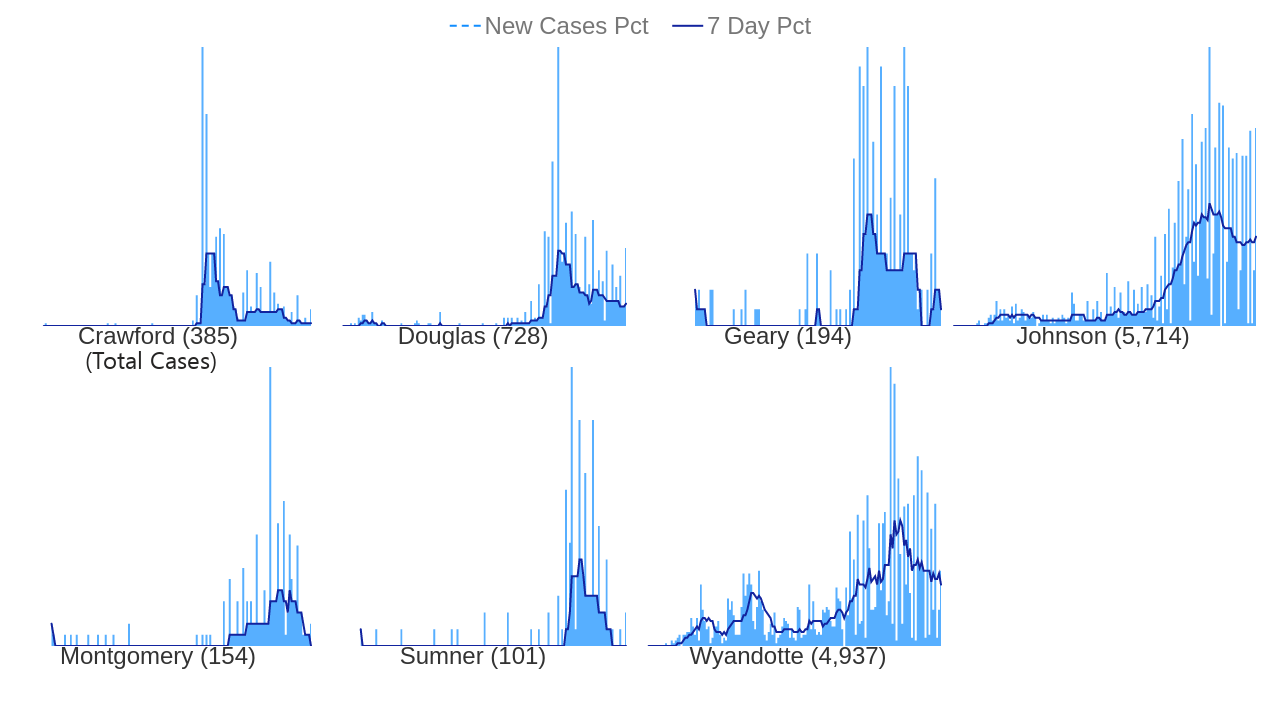 New Cases Pct 7 Day Pct
Crawford (385) Douglas (728) Geary (194) Johnson (5,714)
(Total Cases)
Montgomery (154) Sumner (101) Wyandotte (4,937)